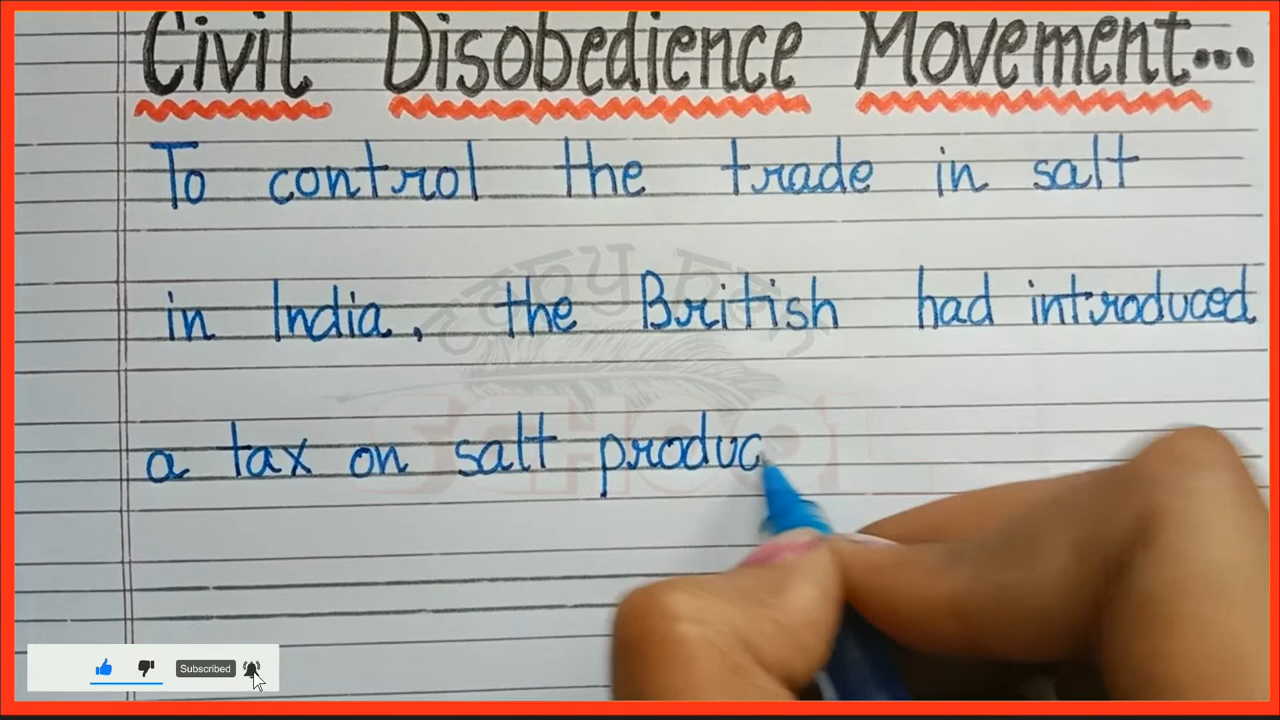 Civil Disobedience Movement...
To control the trade in salt
in India, the British had introduced
a tax on salt produc
Subscribed